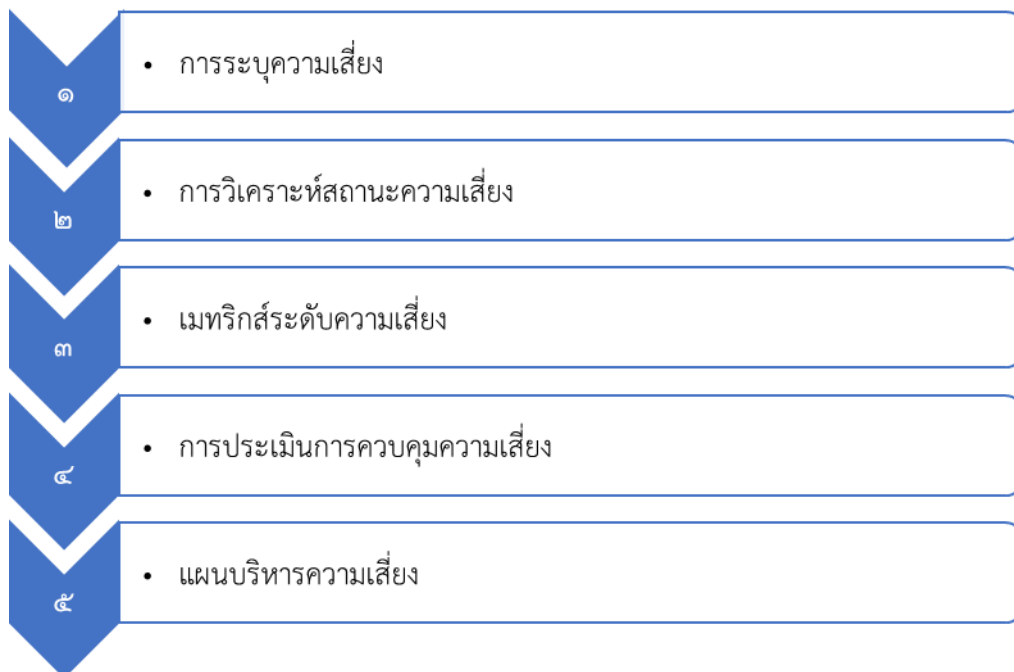 ๑
• การระบุความเสี่ยง
๒
• การวิเคราะห์สถานะความเสี่ยง
๓
• เมทริกส์ระดับความเสี่ยง
๔
• การประเมินการควบคุมความเสี่ยง
๕
• แผนบริหารความเสี่ยง